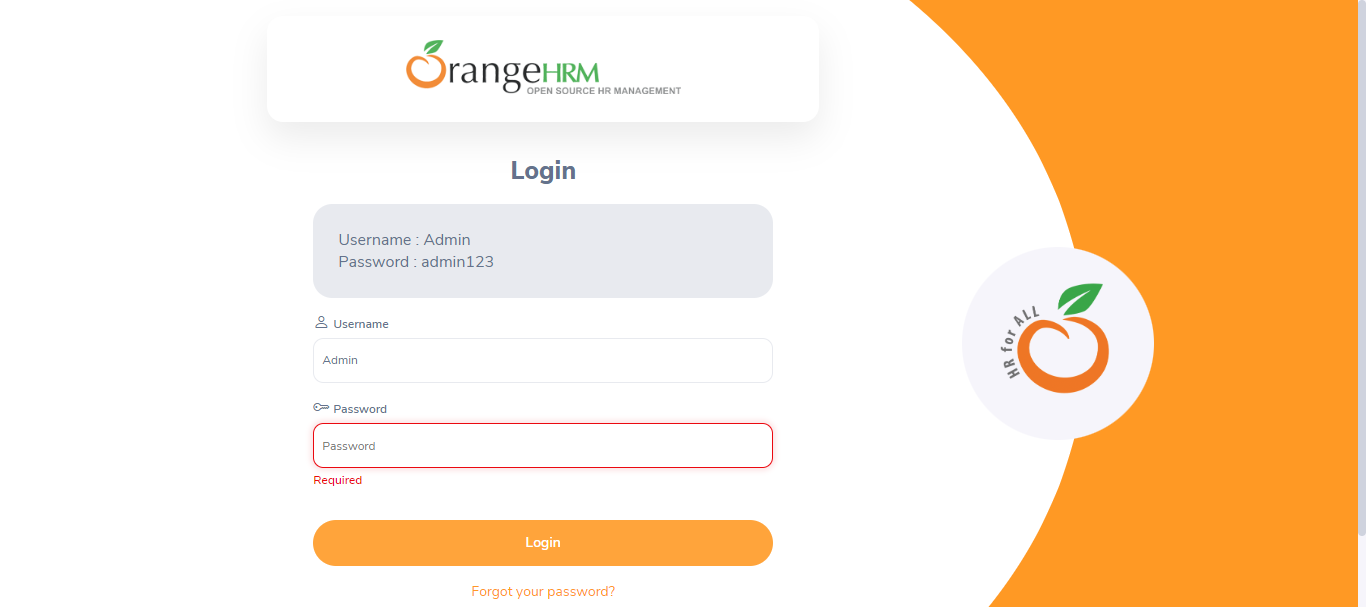 OrangeHRM
OPEN SOURCE HR MANAGEMENT
Login
Username : Admin
Password : admin123
Username
Admin
Password
Password
Required
Login
Forgot your password?
HR for ALL